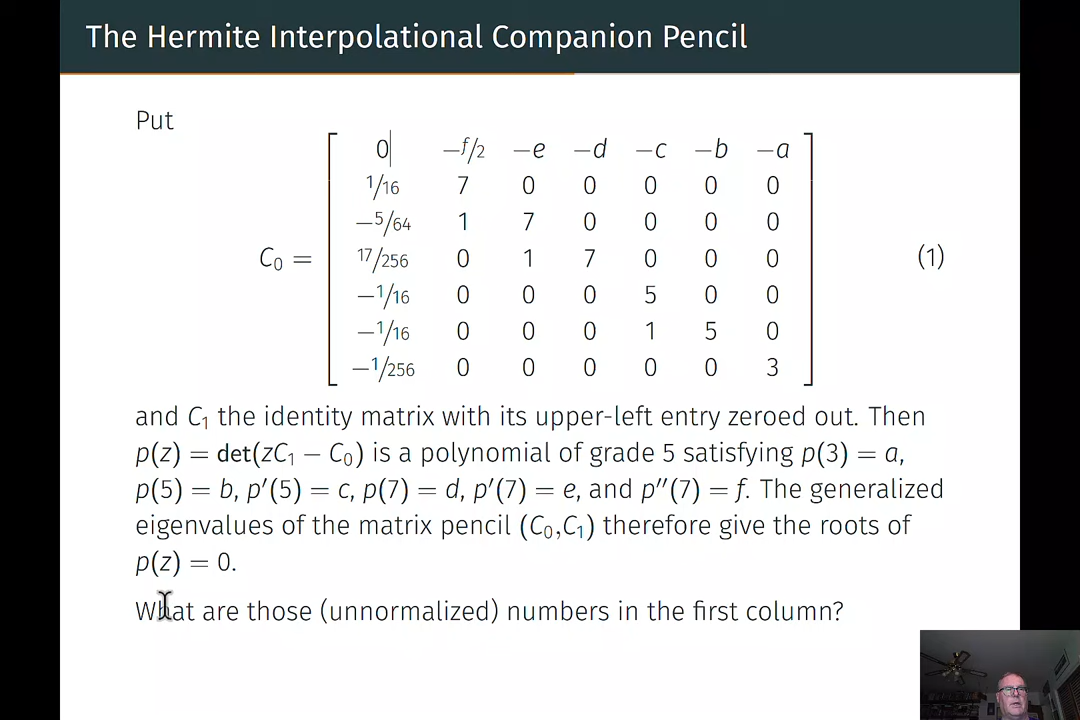 The Hermite Interpolational Companion Pencil
Put
0 −f/2 −e −d −c −b −a
1/16 7 0 0 0 0 0
−5/64 1 7 0 0 0 0
C₀ = 17/256 0 1 7 0 0 0 (1)
−1/16 0 0 0 5 0 0
−1/16 0 0 0 1 5 0
−1/256 0 0 0 0 0 3
and C₁ the identity matrix with its upper-left entry zeroed out. Then
p(z) = det(zC₁ − C₀) is a polynomial of grade 5 satisfying p(3) = a,
p(5) = b, p′(5) = c, p(7) = d, p′(7) = e, and p′′(7) = f. The generalized
eigenvalues of the matrix pencil (C₀,C₁) therefore give the roots of
p(z) = 0.
What are those (unnormalized) numbers in the first column?